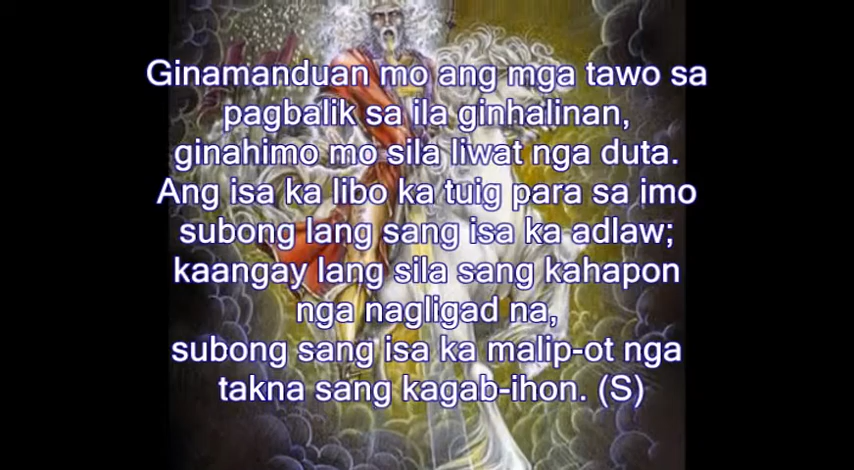 Ginamanduan mo ang mga tawo sa
pagbalik sa ila ginhalinan,
ginahimo mo sila liwat nga duta.
Ang isa ka libo ka tuig para sa imo
subong lang sang isa ka adlaw;
kaangay lang sila sang kahapon
nga nagligad na,
subong sang isa ka malip-ot nga
takna sang kagab-ihon. (S)